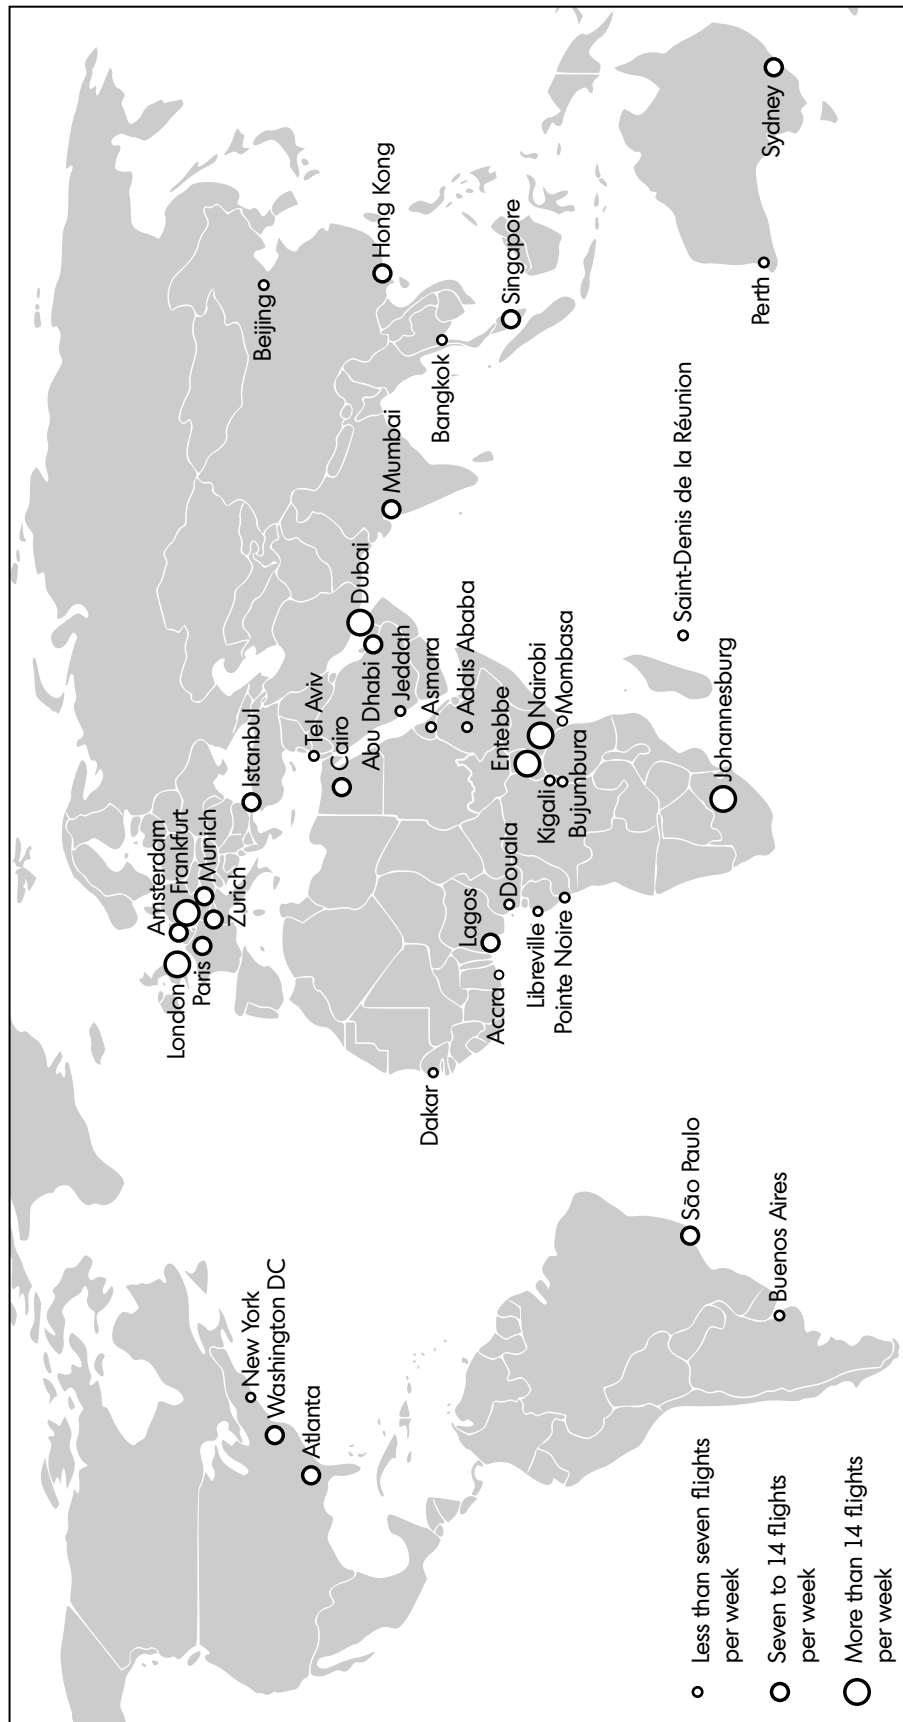 London
Amsterdam
Frankfurt
Munich
Paris
Zurich
Istanbul
Beijing
New York
Washington DC
Atlanta
Tel Aviv
Cairo
Dubai
Abu Dhabi
Jeddah
Mumbai
Hong Kong
Bangkok
Dakar
Asmara
Addis Ababa
Lagos
Accra
Douala
Entebbe
Nairobi
Mombasa
Kigali
Bujumbura
Libreville
Pointe Noire
Singapore
São Paulo
Buenos Aires
Saint-Denis de la Réunion
Johannesburg
Perth
Sydney
Less than seven flights
per week
Seven to 14 flights
per week
More than 14 flights
per week